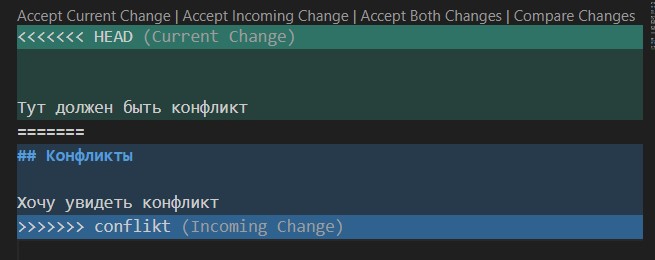 Accept Current Change | Accept Incoming Change | Accept Both Changes | Compare Changes
<<<<<<< HEAD (Current Change)
Тут должен быть конфликт
=======
## Конфликты
Хочу увидеть конфликт
>>>>>>> conflikt (Incoming Change)